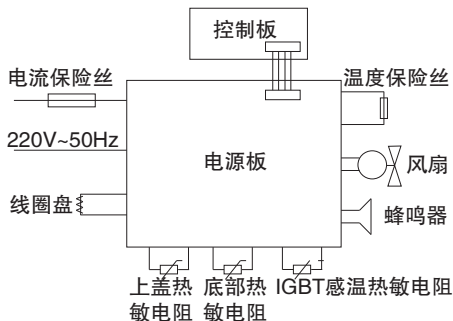 控制板
电流保险丝
温度保险丝
220V~50Hz
电源板
风扇
线圈盘
蜂鸣器
上盖热敏电阻
底部热敏电阻
IGBT感温热敏电阻